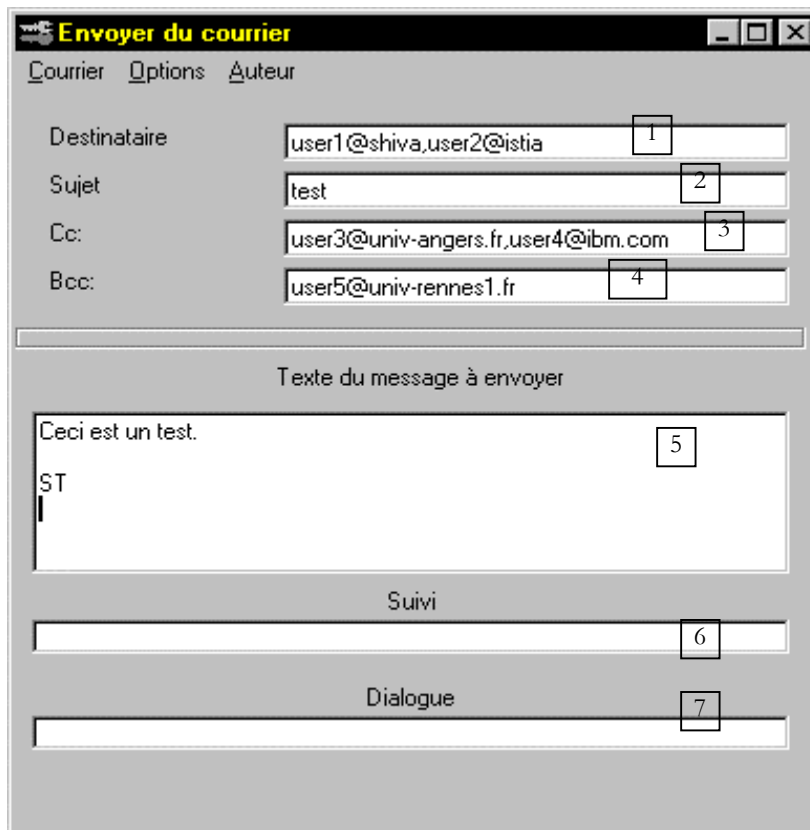 Envoyer du courrier
Courrier Options Auteur
Destinataire user1@shiva,user2@istia 1
Sujet test 2
Cc: user3@univ-angers.fr,user4@ibm.com 3
Bcc: user5@univ-rennes1.fr 4
Texte du message à envoyer
Ceci est un test. 5
ST
Suivi
6
Dialogue
7